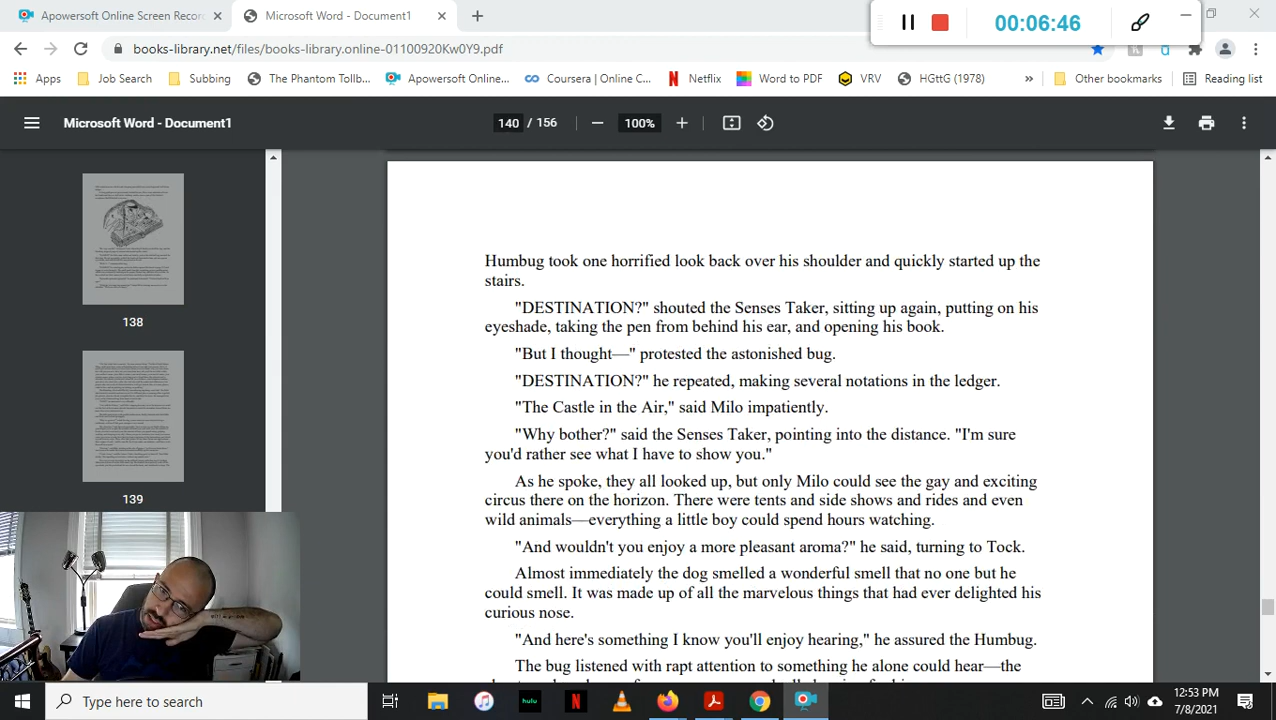 Apowersoft Online Screen Recor
Microsoft Word - Document1
00:06:46
books-library.net/files/books-library.online-01100920Kw0Y9.pdf
Apps
Job Search
Subbing
The Phantom Tollb...
Apowersoft Online...
Coursera | Online C...
Netflix
Word to PDF
VRV
HGttG (1978)
»
Other bookmarks
Reading list
Microsoft Word - Document1
140 / 156
100%
138
139
Humbug took one horrified look back over his shoulder and quickly started up the
stairs.
"DESTINATION?" shouted the Senses Taker, sitting up again, putting on his
eyeshade, taking the pen from behind his ear, and opening his book.
"But I thought—" protested the astonished bug.
"DESTINATION?" he repeated, making several notations in the ledger.
"The Castle in the Air," said Milo impatiently.
"Why bother?" said the Senses Taker, pointing into the distance. "I'm sure
you'd rather see what I have to show you."
As he spoke, they all looked up, but only Milo could see the gay and exciting
circus there on the horizon. There were tents and side shows and rides and even
wild animals—everything a little boy could spend hours watching.
"And wouldn't you enjoy a more pleasant aroma?" he said, turning to Tock.
Almost immediately the dog smelled a wonderful smell that no one but he
could smell. It was made up of all the marvelous things that had ever delighted his
curious nose.
"And here's something I know you'll enjoy hearing," he assured the Humbug.
The bug listened with rapt attention to something he alone could hear—the
Type here to search
hulu
12:53 PM
7/8/2021